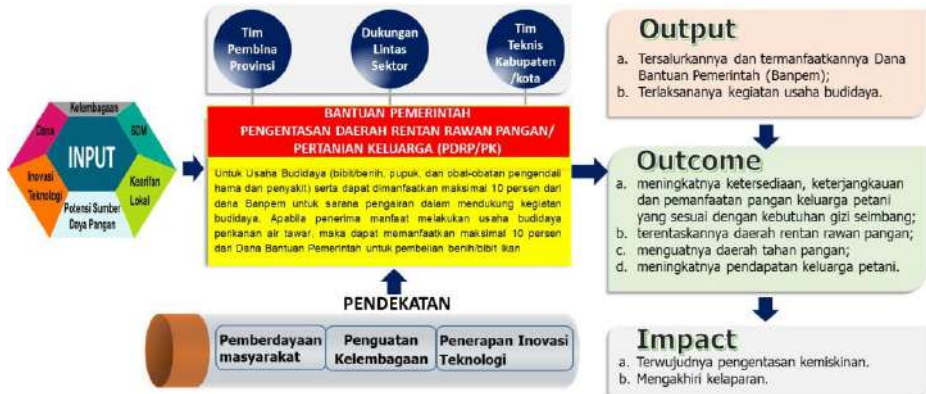 Kelembagaan
Dana
SDM
INPUT
Inovasi
Teknologi
Kearifan
Lokal
Potensi Sumber
Daya Pangan
Tim
Pembina
Provinsi
Dukungan
Lintas
Sektor
Tim
Teknis
Kabupaten
/kota
BANTUAN PEMERINTAH
PENGENTASAN DAERAH RENTAN RAWAN PANGAN/
PERTANIAN KELUARGA (PDRP/PK)
Untuk Usaha Budidaya (bibit/benih, pupuk, dan obat-obatan pengendali
hama dan penyakit) serta dapat dimanfaatkan maksimal 10 persen dari
dana Banpem untuk sarana pengairan dalam mendukung kegiatan
budidaya. Apabila penerima manfaat melakukan usaha budidaya
perikanan air tawar, maka dapat memanfaatkan maksimal 10 persen
dari Dana Bantuan Pemerintah untuk pembelian benih/bibit ikan
PENDEKATAN
Pemberdayaan
masyarakat
Penguatan
Kelembagaan
Penerapan Inovasi
Teknologi
Output
a. Tersalurkannya dan termanfaatkannya Dana
Bantuan Pemerintah (Banpem);
b. Terlaksananya kegiatan usaha budidaya.
Outcome
a. meningkatnya ketersediaan, keterjangkauan
dan pemanfaatan pangan keluarga petani
yang sesuai dengan kebutuhan gizi seimbang;
b. terentaskannya daerah rentan rawan pangan;
c. menguatnya daerah tahan pangan;
d. meningkatnya pendapatan keluarga petani.
Impact
a. Terwujudnya pengentasan kemiskinan.
b. Mengakhiri kelaparan.